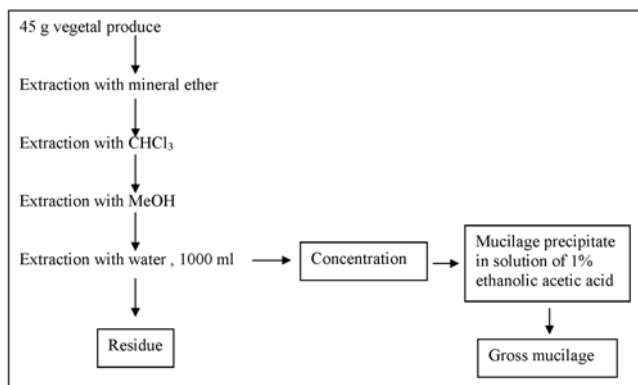 45 g vegetal produce
Extraction with mineral ether
Extraction with CHCl₃
Extraction with MeOH
Extraction with water , 1000 ml
Concentration
Mucilage precipitate
in solution of 1%
ethanolic acetic acid
Residue
Gross mucilage